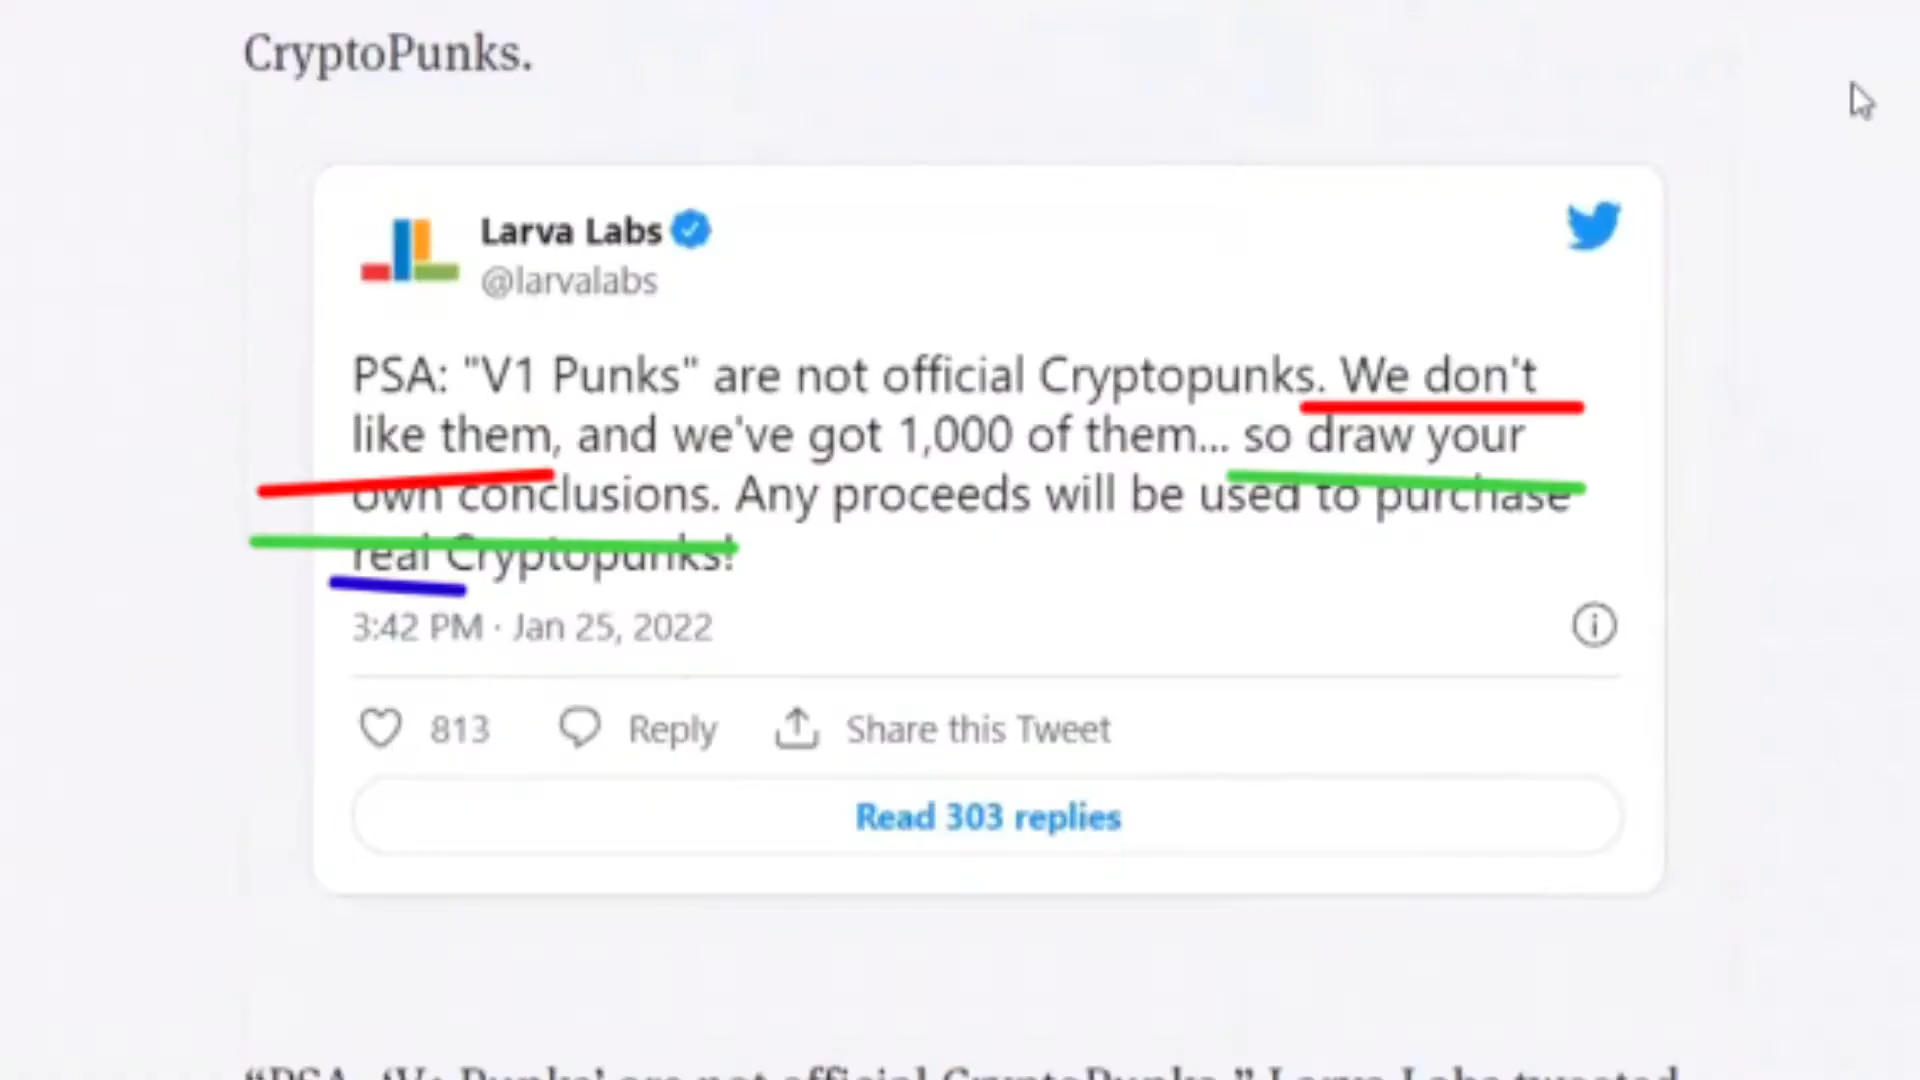 CryptoPunks.
Larva Labs
@larvalabs
PSA: "V1 Punks" are not official Cryptopunks. We don't
like them, and we've got 1,000 of them... so draw your
own conclusions. Any proceeds will be used to purchase
real Cryptopunks!
3:42 PM · Jan 25, 2022
813 Reply Share this Tweet
Read 303 replies
“PSA: ‘V1 Punks’ are not official CryptoPunks,” Larva Labs tweeted